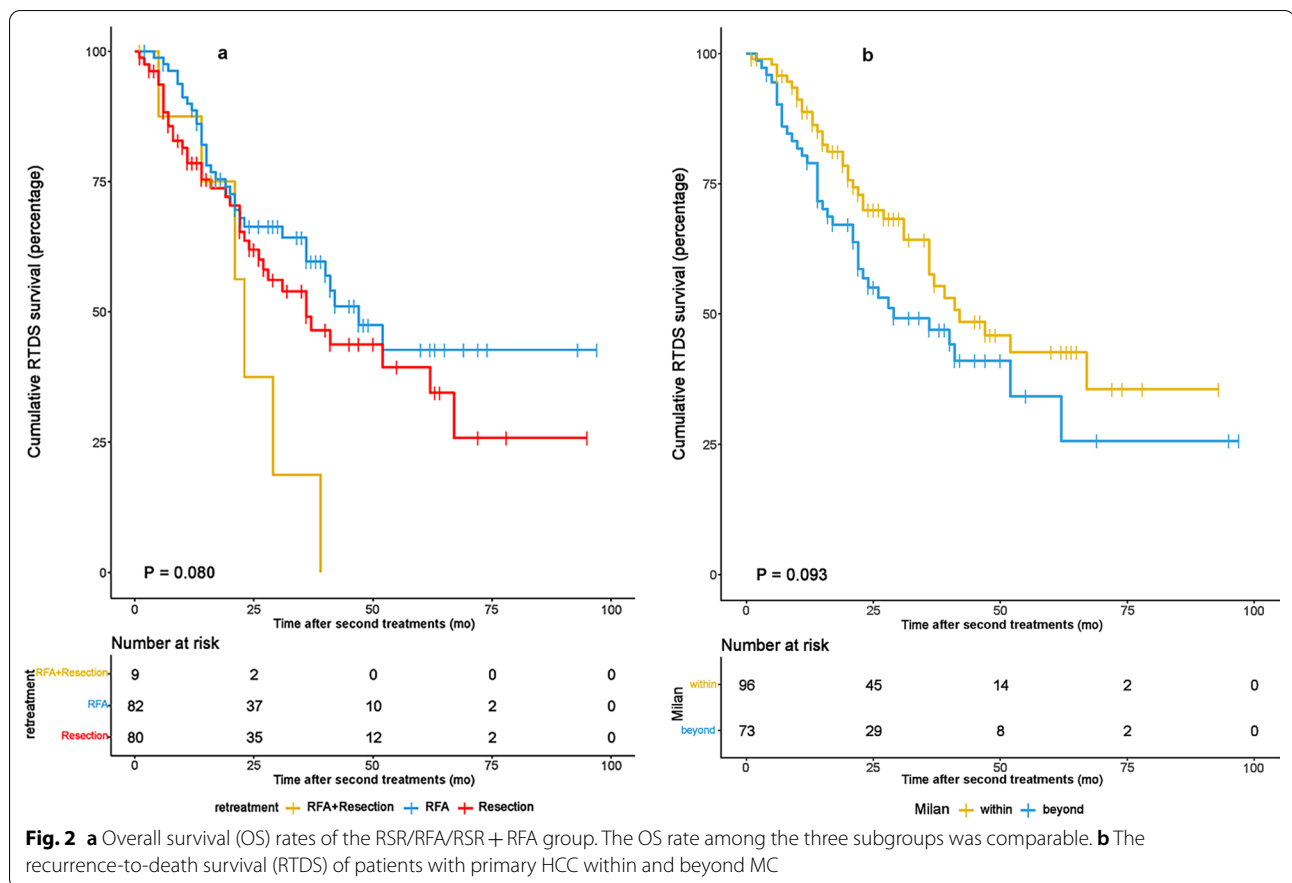 a
Cumulative RTDS survival (percentage)
100
75
50
25
0
P = 0.080
0 25 50 75 100
Time after second treatments (mo)
Number at risk
retreatment
RFA+Resection 9 2 0 0 0
RFA 82 37 10 2 0
Resection 80 35 12 2 0
0 25 50 75 100
Time after second treatments (mo)
retreatment RFA+Resection RFA Resection
b
Cumulative RTDS survival (percentage)
100
75
50
25
0
P = 0.093
0 25 50 75 100
Time after second treatments (mo)
Number at risk
Milan
within 96 45 14 2 0
beyond 73 29 8 2 0
0 25 50 75 100
Time after second treatments (mo)
Milan within beyond
Fig. 2 a Overall survival (OS) rates of the RSR/RFA/RSR + RFA group. The OS rate among the three subgroups was comparable. b The
recurrence-to-death survival (RTDS) of patients with primary HCC within and beyond MC